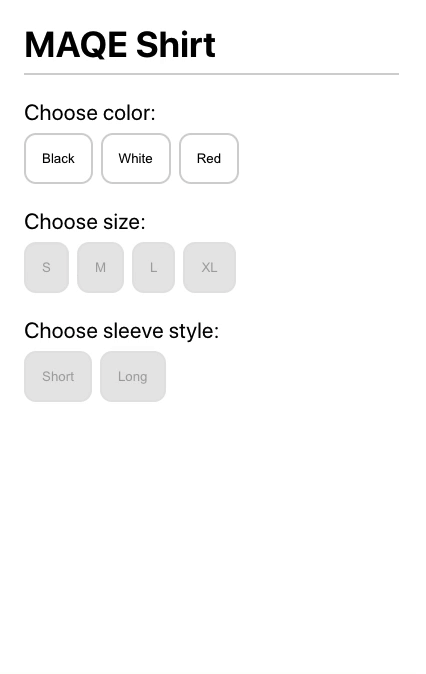 MAQE Shirt
Choose color:
Black White Red
Choose size:
S M L XL
Choose sleeve style:
Short Long